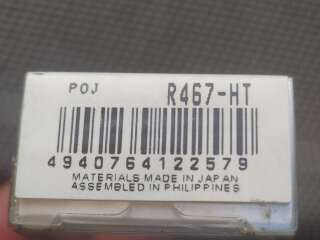 POJ R467-HT
4940764122579
MATERIALS MADE IN JAPAN
ASSEMBLED IN PHILIPPINES